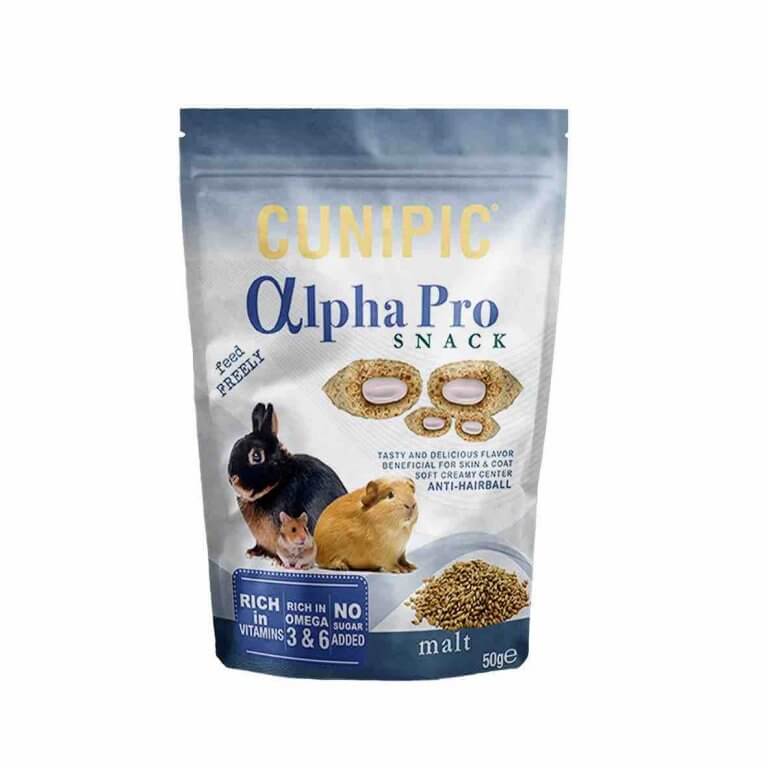 CUNIPIC®
αlpha Pro
SNACK
feed
FREELY
TASTY AND DELICIOUS FLAVOR
BENEFICIAL FOR SKIN & COAT
SOFT CREAMY CENTER
ANTI-HAIRBALL
RICH
in
VITAMINS
RICH IN
OMEGA
3 & 6
NO
SUGAR
ADDED
malt
50g℮